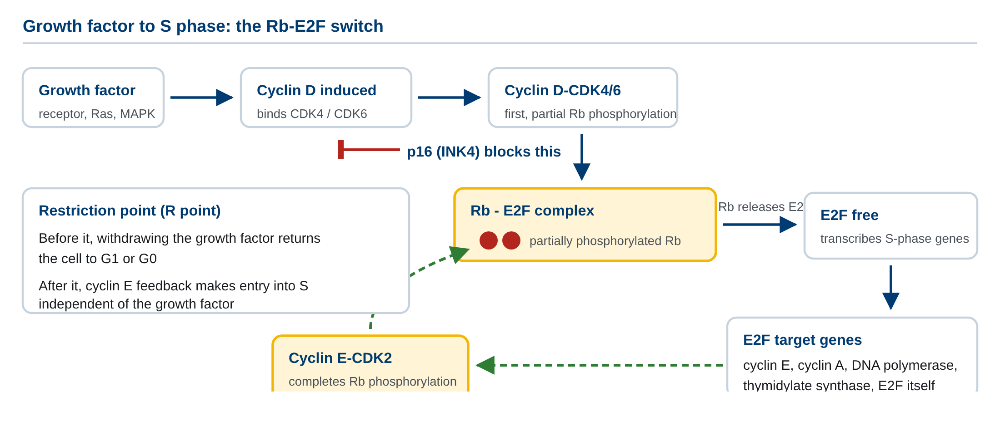 Growth factor to S phase: the Rb-E2F switch
Growth factor
receptor, Ras, MAPK
Cyclin D induced
binds CDK4 / CDK6
Cyclin D-CDK4/6
first, partial Rb phosphorylation
p16 (INK4) blocks this
Restriction point (R point)
Before it, withdrawing the growth factor returns
the cell to G1 or G0
After it, cyclin E feedback makes entry into S
independent of the growth factor
Rb - E2F complex
partially phosphorylated Rb
Rb releases E2
E2F free
transcribes S-phase genes
Cyclin E-CDK2
completes Rb phosphorylation
E2F target genes
cyclin E, cyclin A, DNA polymerase,
thymidylate synthase, E2F itself